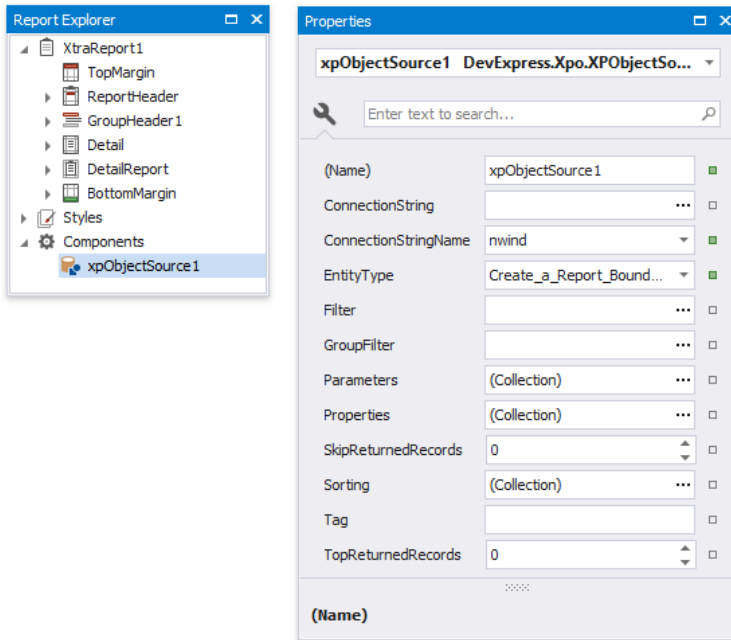 Report Explorer
XtraReport1
TopMargin
ReportHeader
GroupHeader1
Detail
DetailReport
BottomMargin
Styles
Components
xpObjectSource1
Properties
xpObjectSource1 DevExpress.Xpo.XPObjectSo...
Enter text to search...
(Name) xpObjectSource1
ConnectionString
ConnectionStringName nwind
EntityType Create_a_Report_Bound...
Filter
GroupFilter
Parameters (Collection)
Properties (Collection)
SkipReturnedRecords 0
Sorting (Collection)
Tag
TopReturnedRecords 0
(Name)